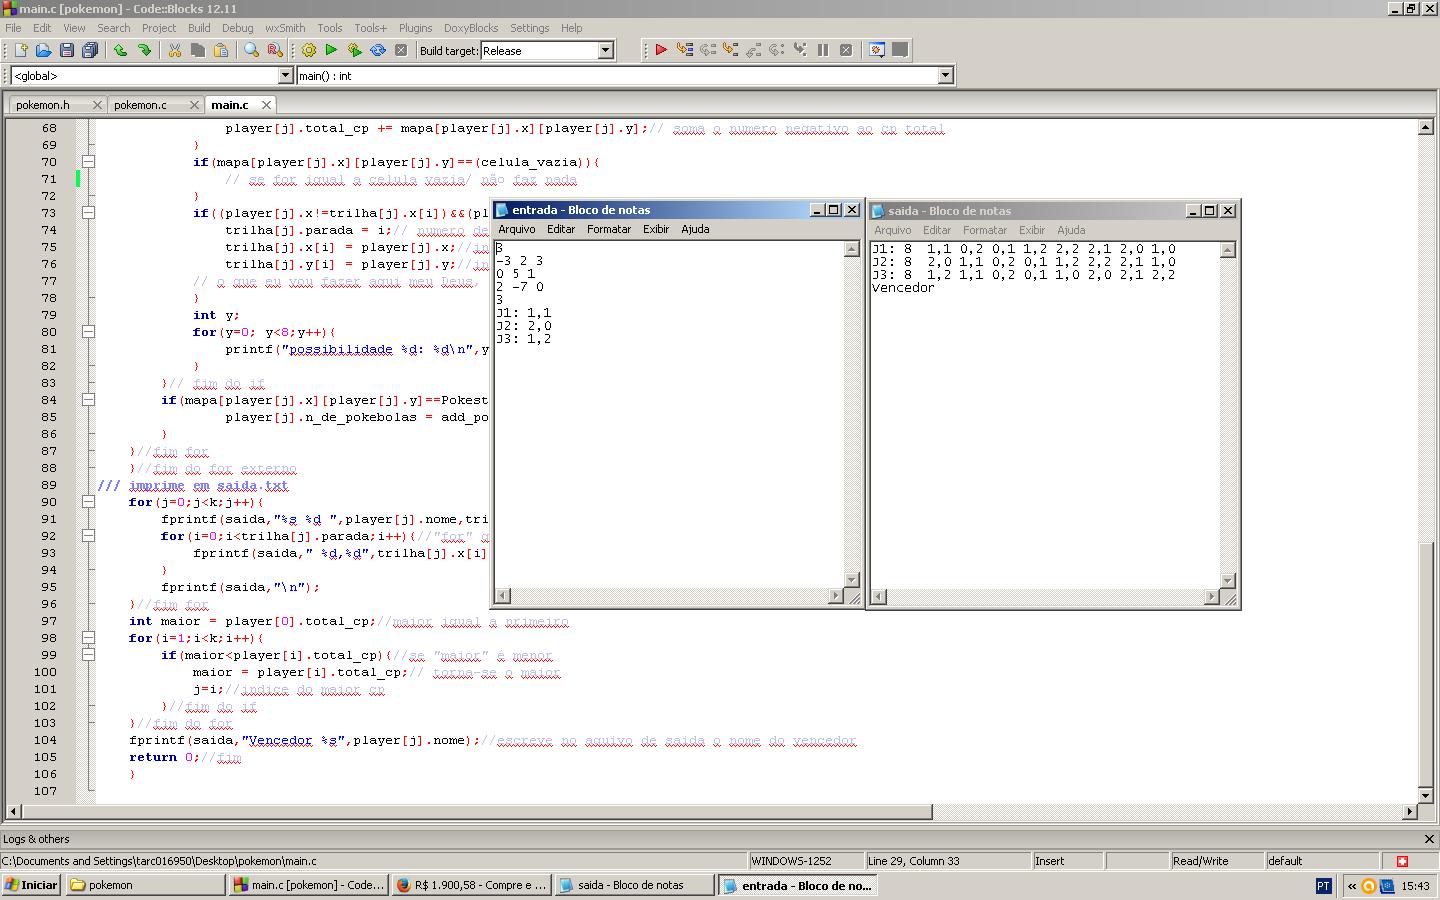 main.c [pokemon] - Code::Blocks 12.11
File Edit View Search Project Build Debug wxSmith Tools Tools+ Plugins DoxyBlocks Settings Help
Build target: Release
<global> main() : int
pokemon.h pokemon.c main.c
68 player[j].total_cp += mapa[player[j].x][player[j].y];// soma o numero negativo ao cp total
69 }
70 if(mapa[player[j].x][player[j].y]==(celula_vazia)){
71 // se for igual a celula vazia/ não faz nada
72 }
73 if((player[j].x!=trilha[j].x[i])&&(pl
74 trilha[j].parada = i;// numero de
75 trilha[j].x[i] = player[j].x;//in
76 trilha[j].y[i] = player[j].y;//in
77 // o que eu vou fazer aqui meu Deus,
78 }
79 int y;
80 for(y=0; y<8;y++){
81 printf("possibilidade %d: %d\n",y
82 }
83 }// fim do if
84 if(mapa[player[j].x][player[j].y]==Pokest
85 player[j].n_de_pokebolas = add_po
86 }
87 }//fim for
88 }//fim do for externo
89 /// imprime em saida.txt
90 for(j=0;j<k;j++){
91 fprintf(saida,"%s %d ",player[j].nome,tri
92 for(i=0;i<trilha[j].parada;i++){//"for" q
93 fprintf(saida," %d,%d",trilha[j].x[i]
94 }
95 fprintf(saida,"\n");
96 }//fim for
97 int maior = player[0].total_cp;//maior igual a primeiro
98 for(i=1;i<k;i++){
99 if(maior<player[i].total_cp){//se "maior" é menor
100 maior = player[i].total_cp;// torna-se o maior
101 j=i;//indice do maior cp
102 }//fim do if
103 }//fim do for
104 fprintf(saida,"Vencedor %s",player[j].nome);//escreve no aquivo de saida o nome do vencedor
105 return 0;//fim
106 }
107
entrada - Bloco de notas
Arquivo Editar Formatar Exibir Ajuda
3
-3 2 3
0 5 1
2 -7 0
3
J1: 1,1
J2: 2,0
J3: 1,2
saida - Bloco de notas
Arquivo Editar Formatar Exibir Ajuda
J1: 8 1,1 0,2 0,1 1,2 2,2 2,1 2,0 1,0
J2: 8 2,0 1,1 0,2 0,1 1,2 2,2 2,1 1,0
J3: 8 1,2 1,1 0,2 0,1 1,0 2,0 2,1 2,2
Vencedor
Logs & others
C:\Documents and Settings\tarc016950\Desktop\pokemon\main.c WINDOWS-1252 Line 29, Column 33 Insert Read/Write default
Iniciar pokemon main.c [pokemon] - Code... R$ 1.900,58 - Compre e ... saida - Bloco de notas entrada - Bloco de no... PT « 15:43